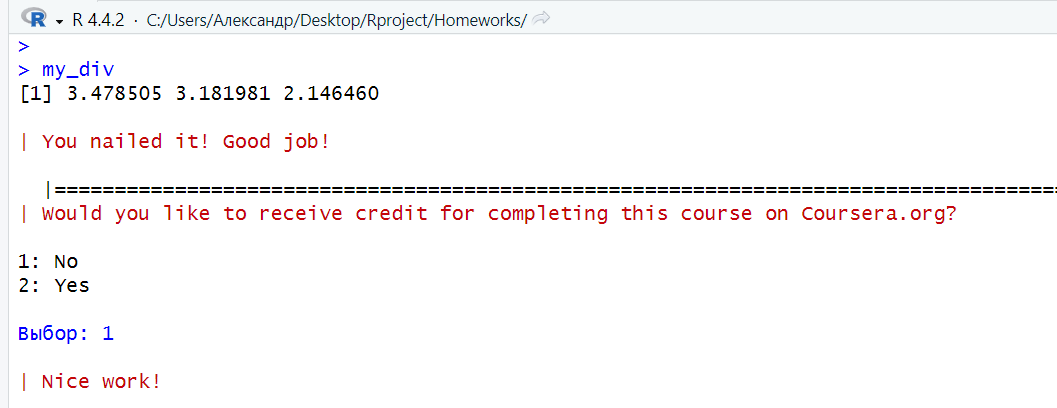 R 4.4.2 · C:/Users/Александр/Desktop/Rproject/Homeworks/
>
> my_div
[1] 3.478505 3.181981 2.146460
| You nailed it! Good job!
|===================================================================================
| Would you like to receive credit for completing this course on Coursera.org?
1: No
2: Yes
Выбор: 1
| Nice work!